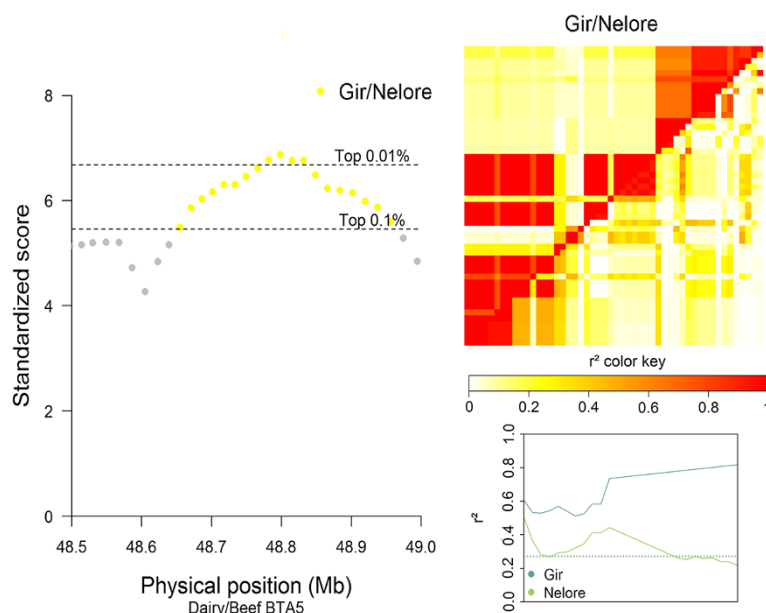 Gir/Nelore
Gir/Nelore
8
Top 0.01%
6
Top 0.1%
4
2
0
Standardized score
48.5 48.6 48.7 48.8 48.9 49.0
Physical position (Mb)
Dairy/Beef BTA5
r² color key
0 0.2 0.4 0.6 0.8 1
1.0
0.8
0.6
0.4
0.2
0.0
r²
Gir
Nelore